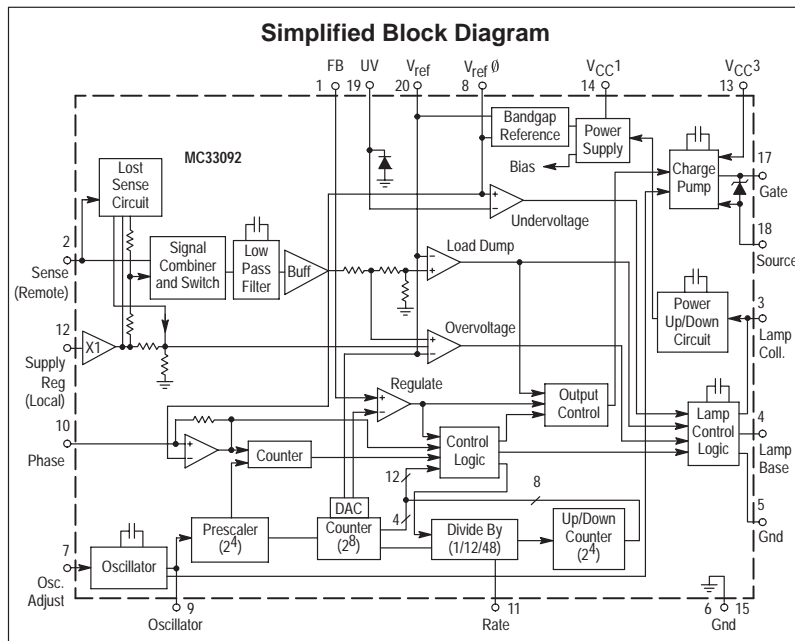 Simplified Block Diagram
FB UV Vref Vref0̸ VCC1 VCC3
1 19 20 8 14 13
MC33092
Lost
Sense
Circuit
Bandgap
Reference
Bias
Power
Supply
Charge
Pump
17
Gate
18
Source
Undervoltage
2
Sense
(Remote)
Signal
Combiner
and Switch
Low
Pass
Filter
Buff
Load Dump
–
+
+
–
Power
Up/Down
Circuit
3
Lamp
Coll.
12
Supply
Reg
(Local)
X1
Overvoltage
+
–
Regulate
+
–
Output
Control
Lamp
Control
Logic
4
Lamp
Base
10
Phase
+
–
Counter
Control
Logic
12
8
5
Gnd
DAC
4
Prescaler
(2^4)
Counter
(2^8)
Divide By
(1/12/48)
Up/Down
Counter
(2^4)
7
Osc.
Adjust
Oscillator
9
Oscillator
11
Rate
6 15
Gnd